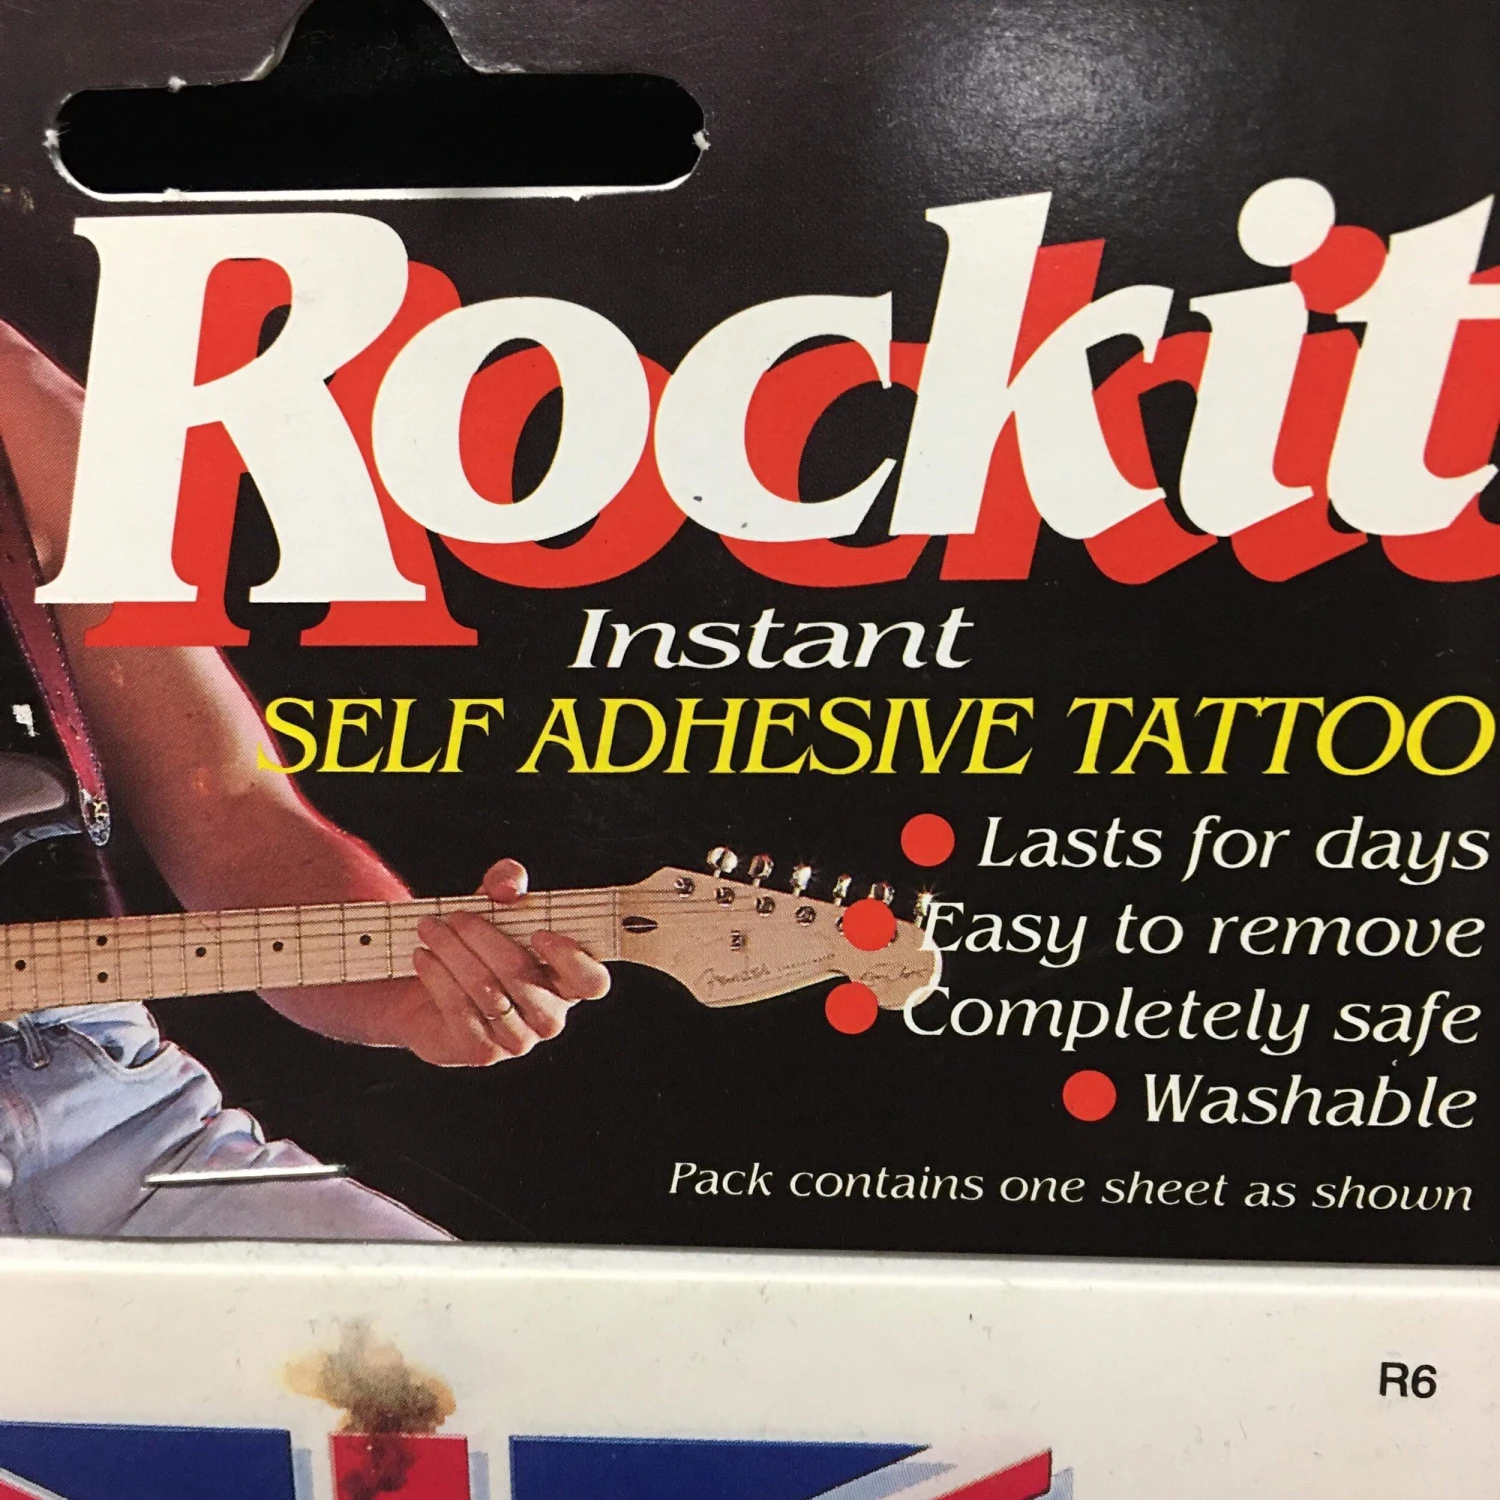 Rockit
Instant
SELF ADHESIVE TATTOO
Lasts for days
Easy to remove
Completely safe
Washable
Pack contains one sheet as shown
R6